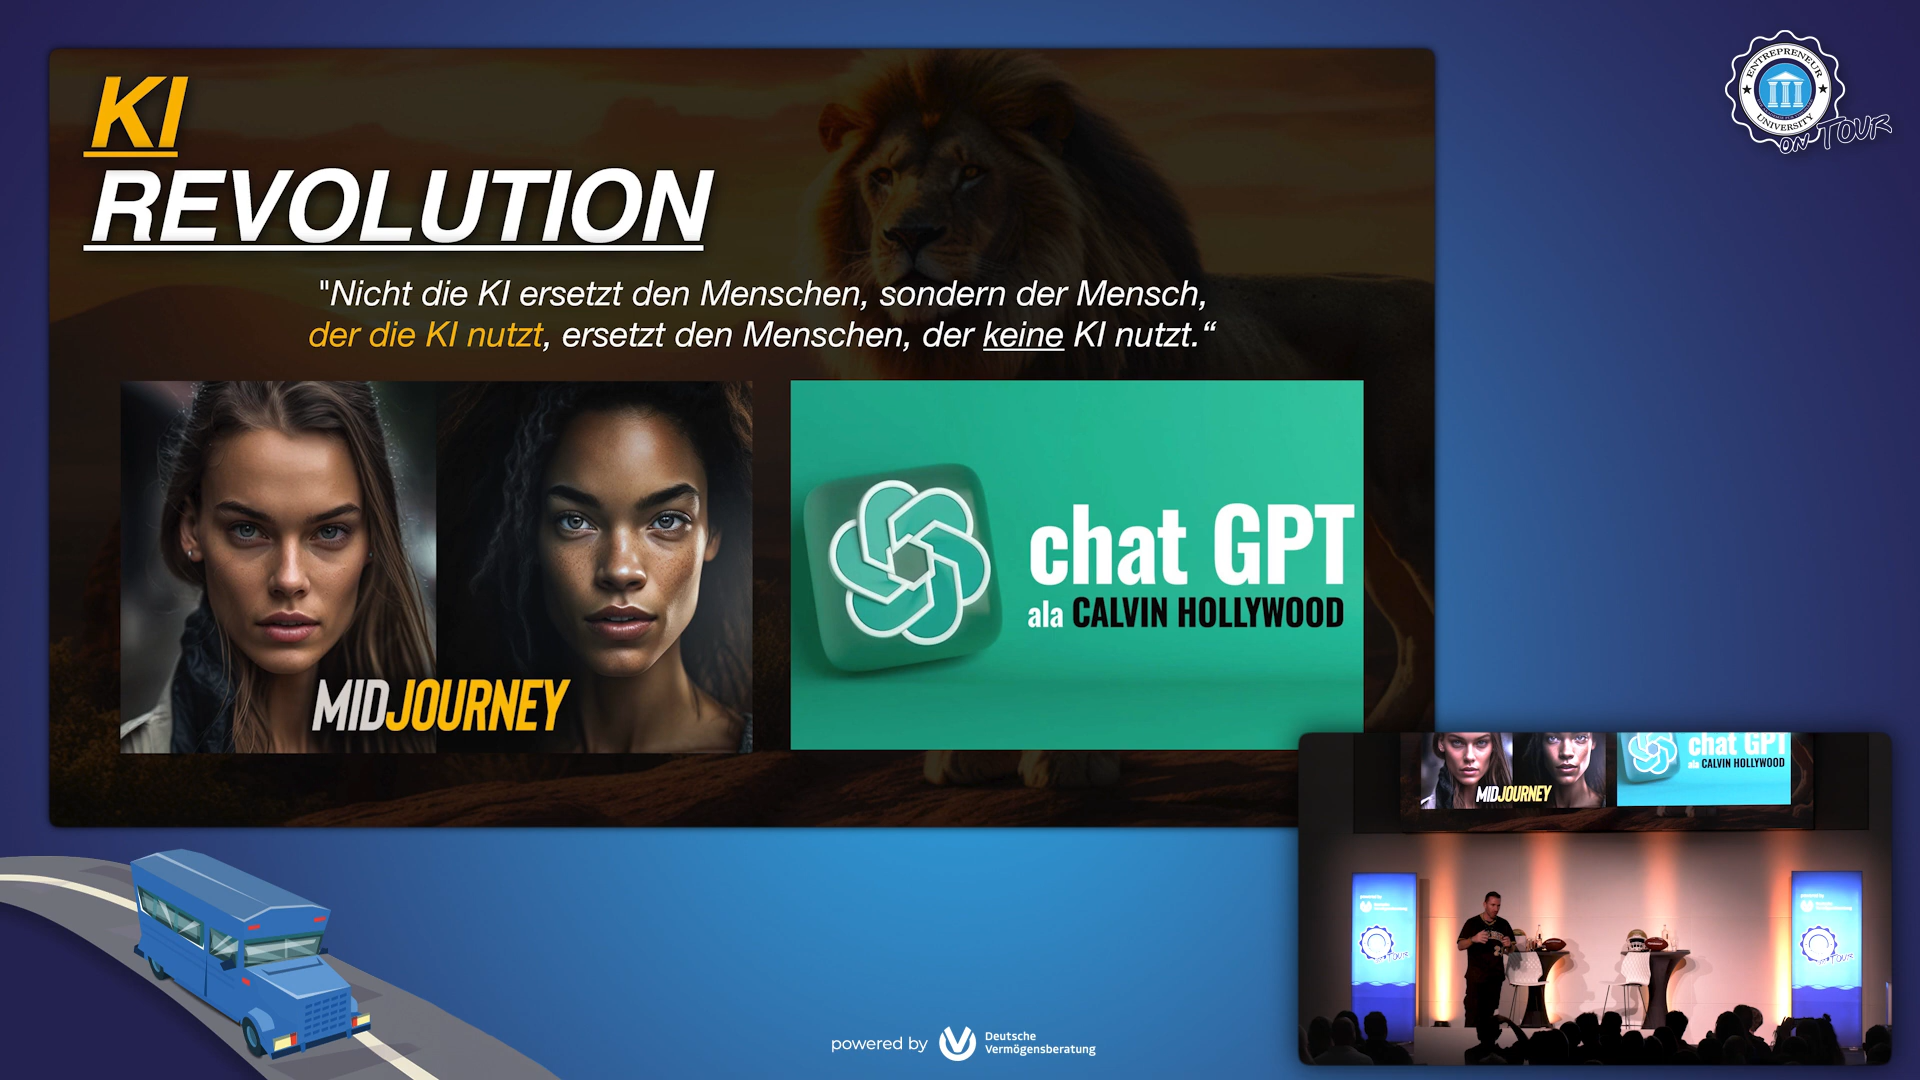 KI
REVOLUTION
"Nicht die KI ersetzt den Menschen, sondern der Mensch,
der die KI nutzt, ersetzt den Menschen, der keine KI nutzt.“
MIDJOURNEY
chat GPT
ala CALVIN HOLLYWOOD
ENTREPRENEUR
UNIVERSITY
ON TOUR
chat GPT
ala CALVIN HOLLYWOOD
MIDJOURNEY
powered by
Deutsche
Vermögensberatung